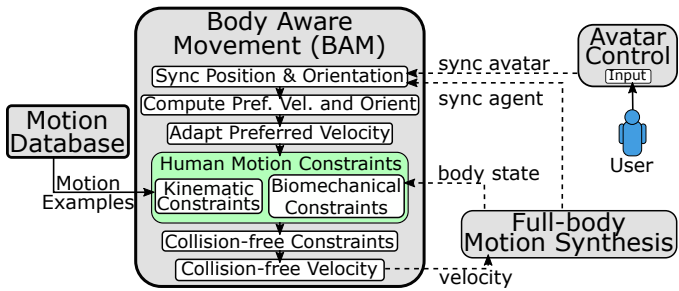 Body Aware
Movement (BAM)
Sync Position & Orientation
Compute Pref. Vel. and Orient
Adapt Preferred Velocity
Human Motion Constraints
Kinematic
Constraints
Biomechanical
Constraints
Collision-free Constraints
Collision-free Velocity
Motion
Database
Motion
Examples
sync avatar
sync agent
body state
velocity
Avatar
Control
Input
User
Full-body
Motion Synthesis